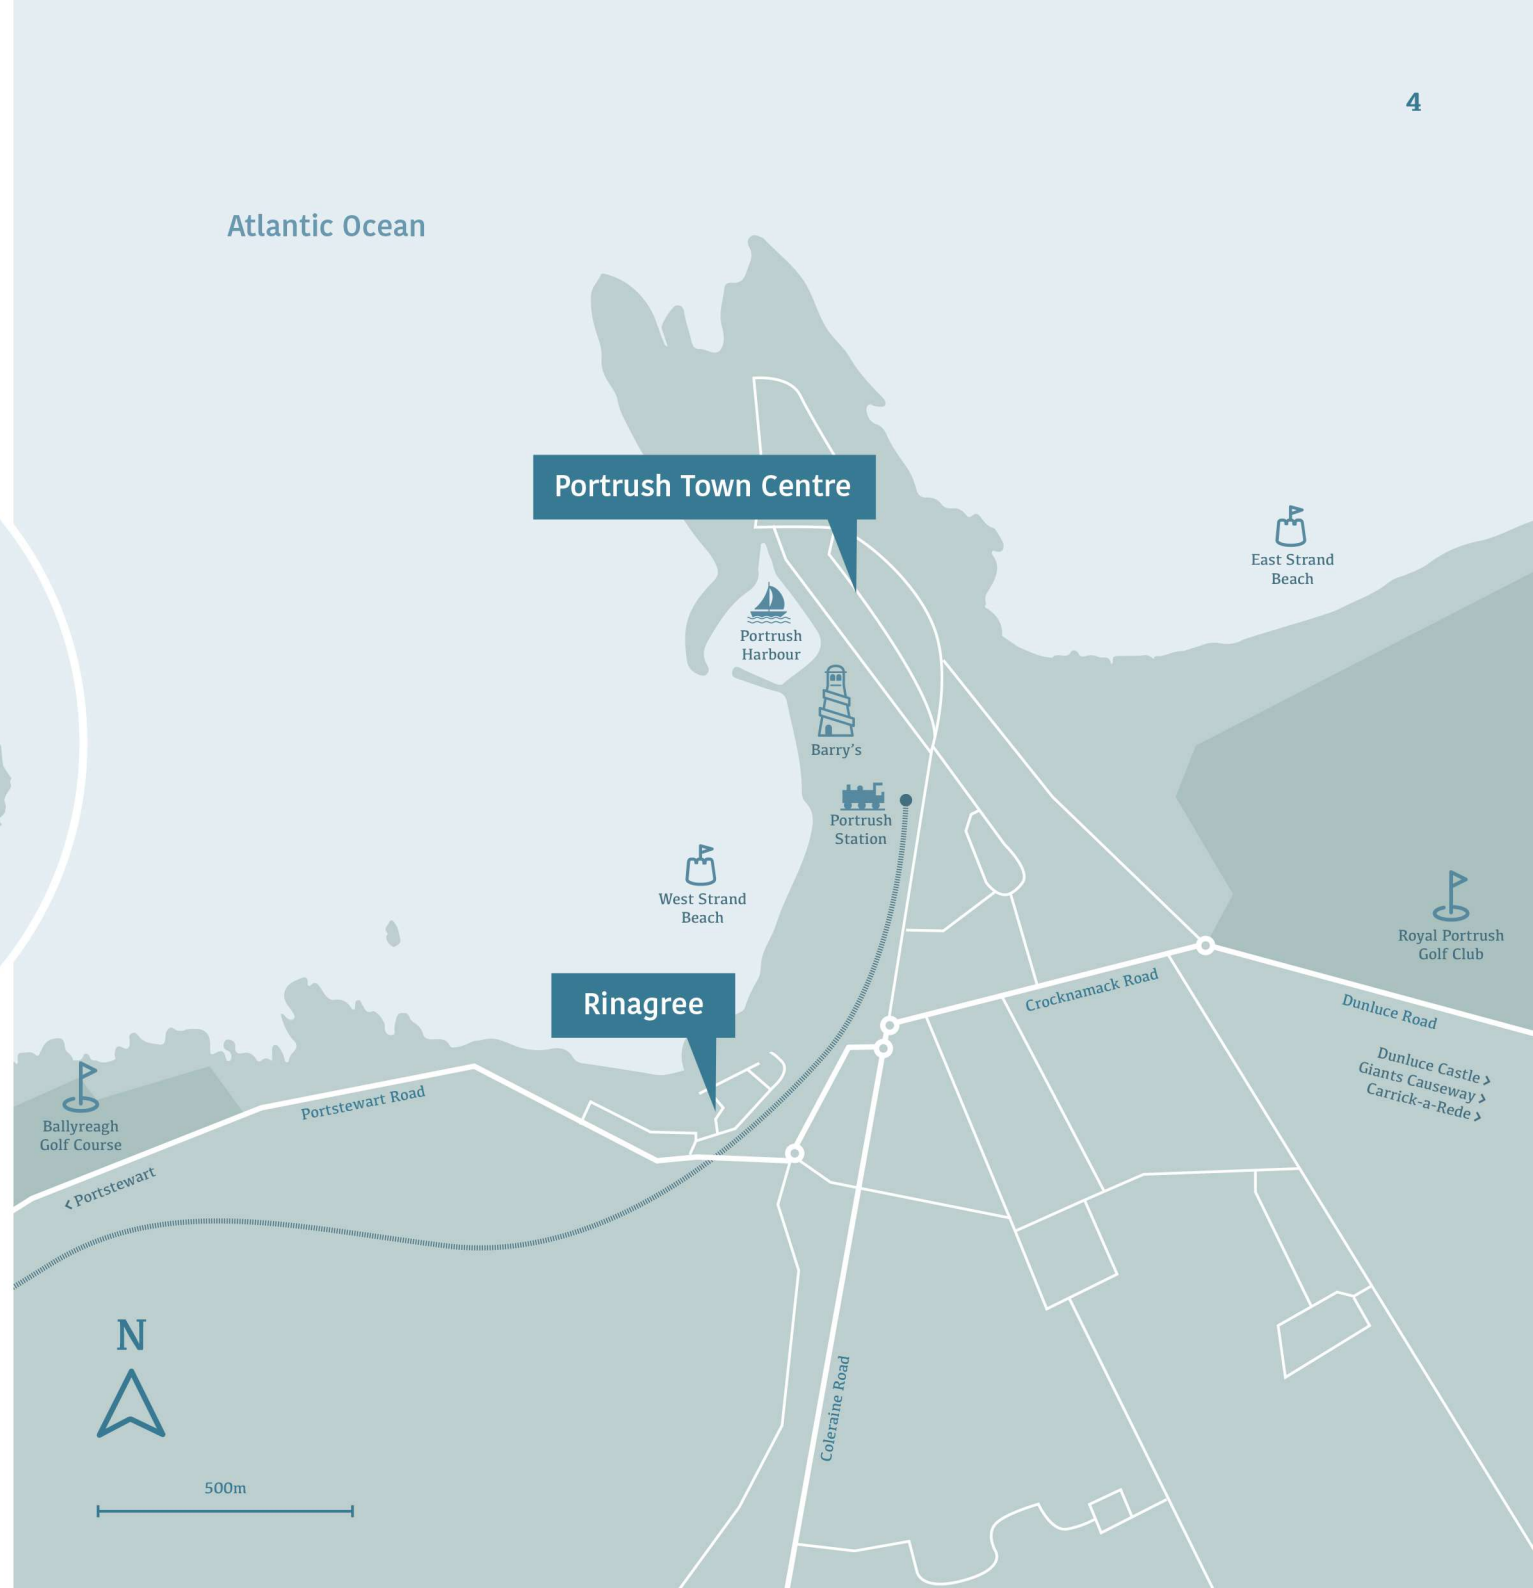 4
Atlantic Ocean
Portrush Town Centre
East Strand
Beach
Portrush
Harbour
Barry’s
Portrush
Station
West Strand
Beach
Royal Portrush
Golf Club
Rinagree
Crocknamack Road
Dunluce Road
Dunluce Castle >
Giants Causeway >
Carrick-a-Rede >
Portstewart Road
Ballyreagh
Golf Course
< Portstewart
N
Coleraine Road
500m